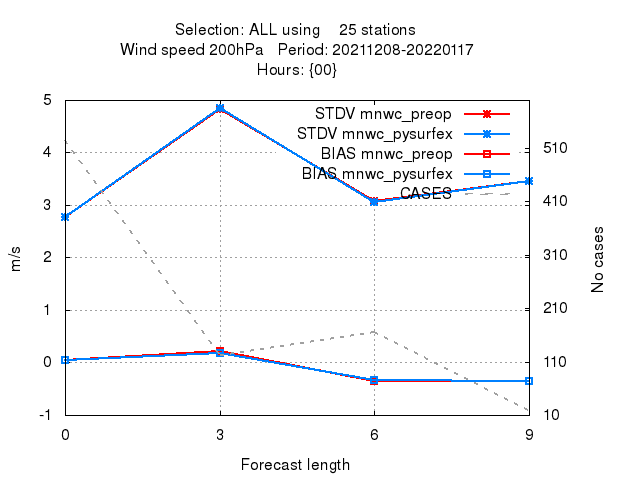 Selection: ALL using    25 stations
Wind speed 200hPa   Period: 20211208-20220117
Hours: {00}
STDV mnwc_preop
STDV mnwc_pysurfex
BIAS mnwc_preop
BIAS mnwc_pysurfex
CASES
5
4
3
2
1
0
-1
m/s
510
410
310
210
110
10
No cases
0 3 6 9
Forecast length